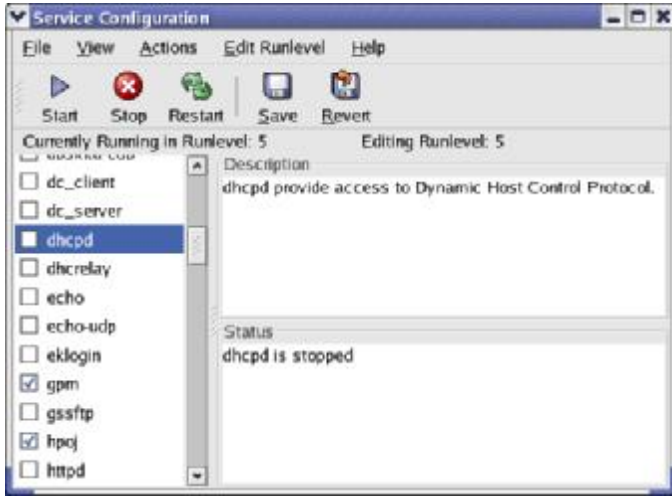 Service Configuration
File View Actions Edit Runlevel Help
Start Stop Restart Save Revert
Currently Running in Runlevel: 5 Editing Runlevel: 5
dc_client
dc_server
dhcpd
dhcrelay
echo
echo-udp
eklogin
gpm
gssftp
hpoj
httpd
Description
dhcpd provide access to Dynamic Host Control Protocol.
Status
dhcpd is stopped